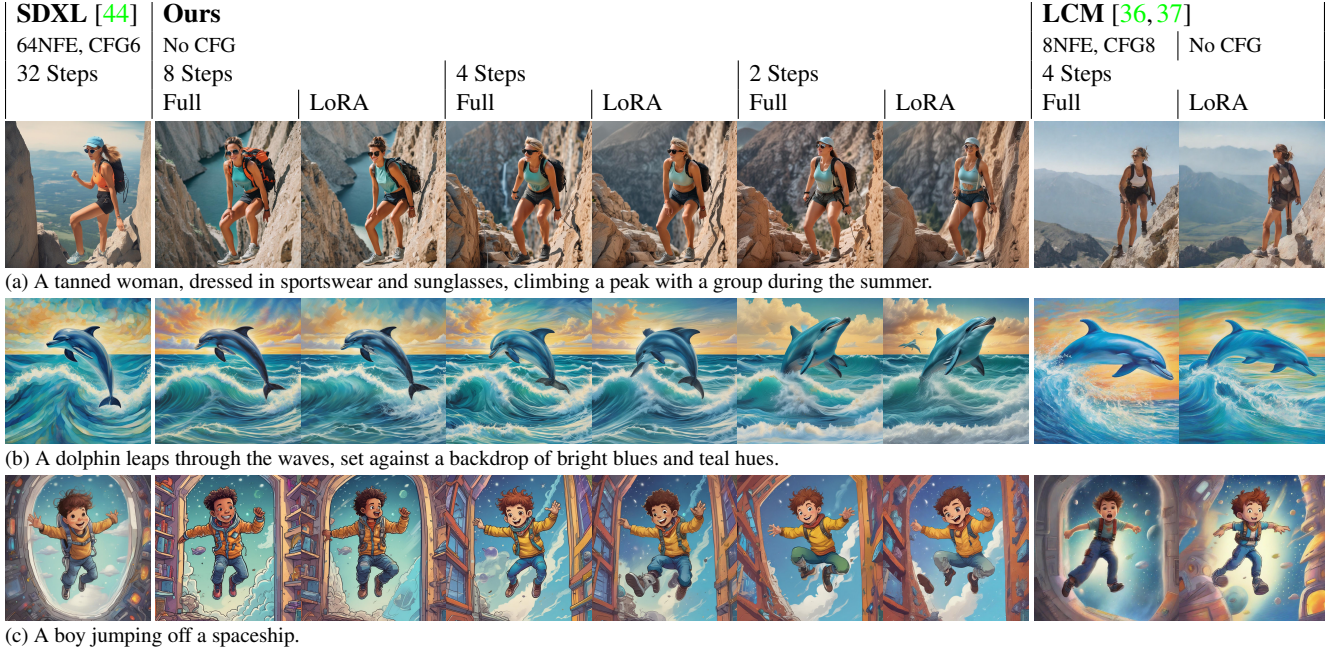 SDXL [44] Ours LCM [36, 37]
64NFE, CFG6 No CFG 8NFE, CFG8 No CFG
32 Steps 8 Steps 4 Steps 2 Steps 4 Steps
Full LoRA Full LoRA Full LoRA Full LoRA
(a) A tanned woman, dressed in sportswear and sunglasses, climbing a peak with a group during the summer.
(b) A dolphin leaps through the waves, set against a backdrop of bright blues and teal hues.
(c) A boy jumping off a spaceship.